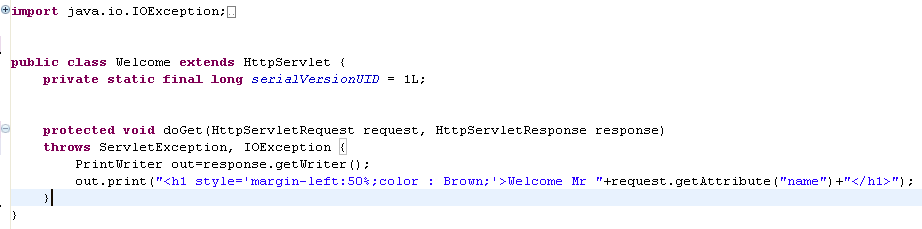 import java.io.IOException;
public class Welcome extends HttpServlet {
private static final long serialVersionUID = 1L;
protected void doGet(HttpServletRequest request, HttpServletResponse response)
throws ServletException, IOException {
PrintWriter out=response.getWriter();
out.print("<h1 style='margin-left:50%;color : Brown;'>Welcome Mr "+request.getAttribute("name")+"</h1>");
}
}